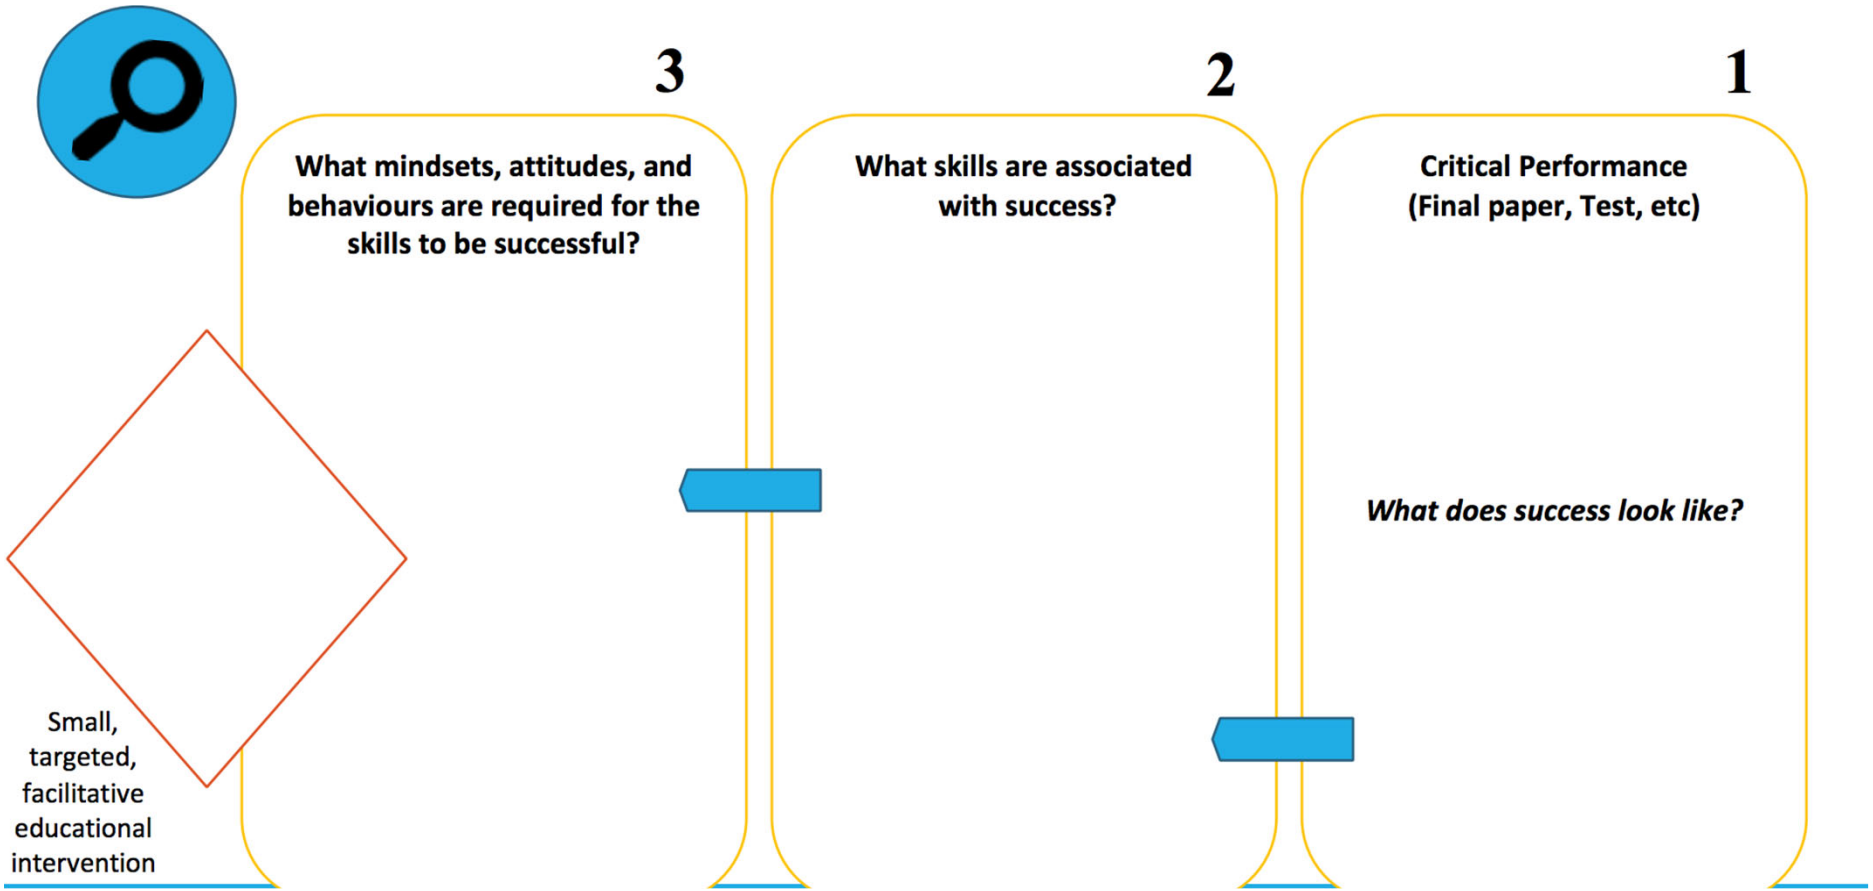 3
What mindsets, attitudes, and
behaviours are required for the
skills to be successful?
2
What skills are associated
with success?
1
Critical Performance
(Final paper, Test, etc)
What does success look like?
Small,
targeted,
facilitative
educational
intervention